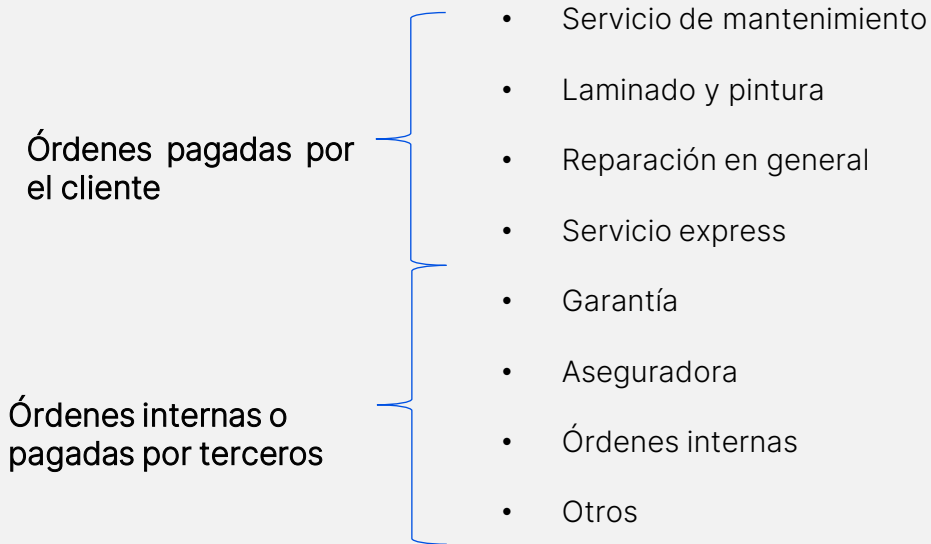 Órdenes pagadas por
el cliente
• Servicio de mantenimiento
• Laminado y pintura
• Reparación en general
• Servicio express
Órdenes internas o
pagadas por terceros
• Garantía
• Aseguradora
• Órdenes internas
• Otros